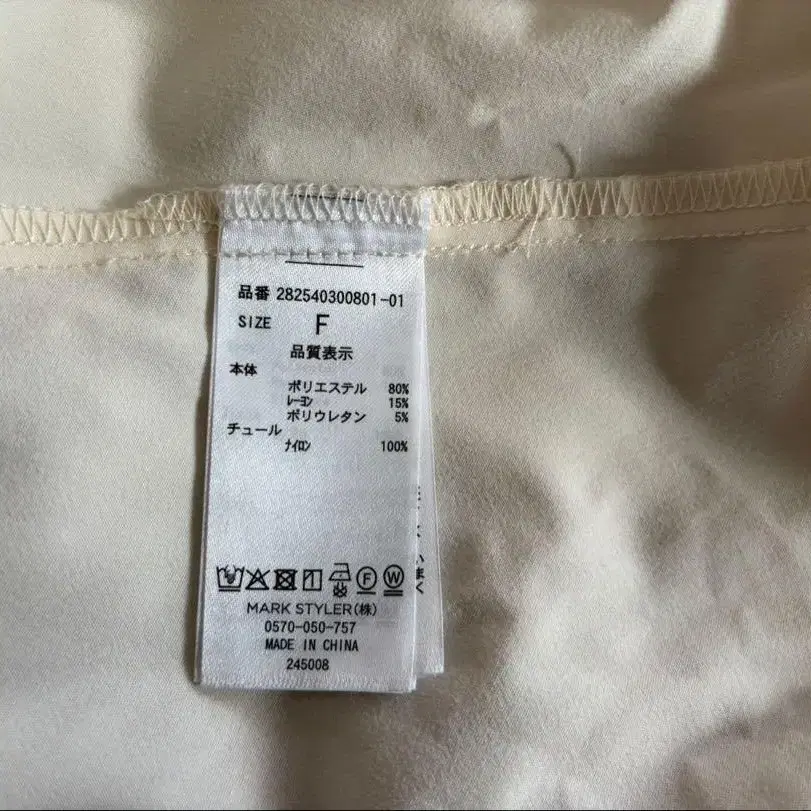 品番 282540300801-01
SIZE F
品質表示
本体
ポリエステル 80%
レーヨン 15%
ポリウレタン 5%
チュール
ナイロン 100%
F W
MARK STYLER(株)
0570-050-757
MADE IN CHINA
245008